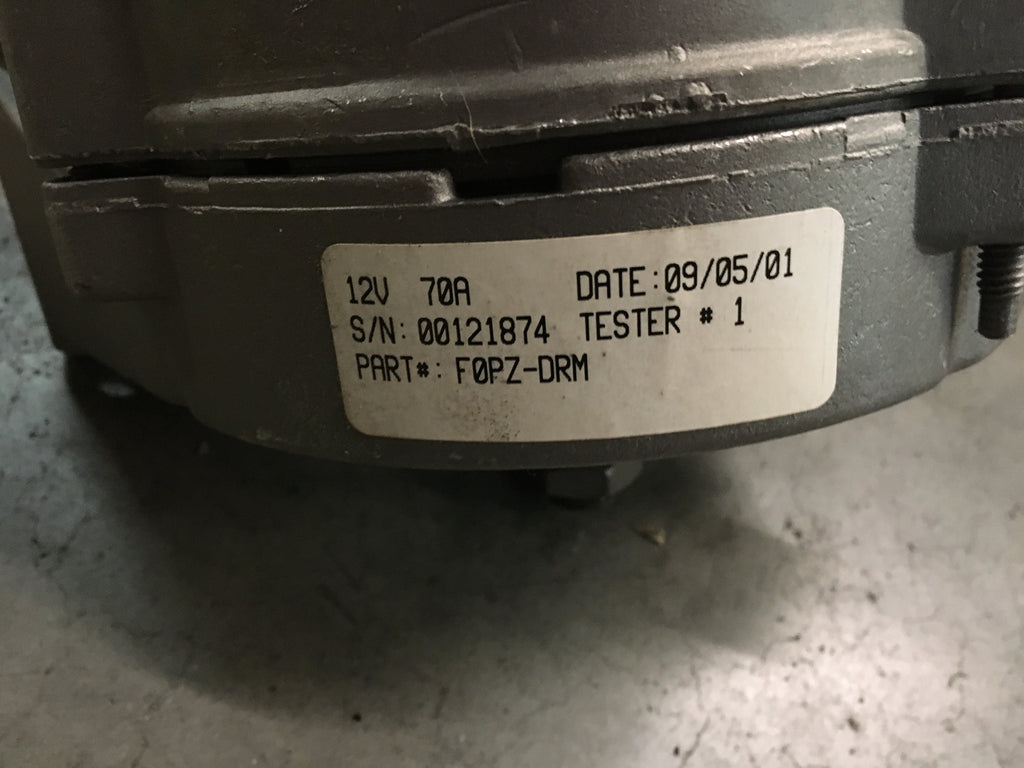 12V 70A DATE:09/05/01
S/N: 00121874 TESTER # 1
PART#: F0PZ-DRM